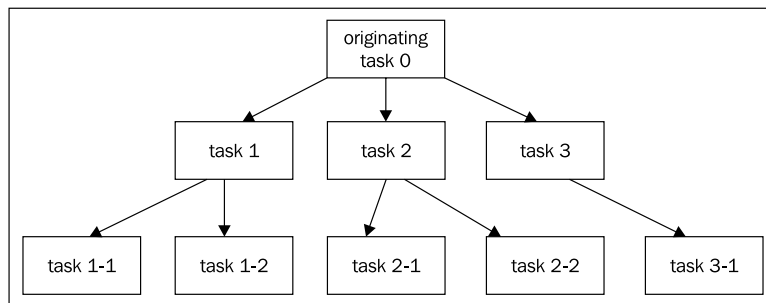 originating
task 0
task 1
task 2
task 3
task 1-1
task 1-2
task 2-1
task 2-2
task 3-1